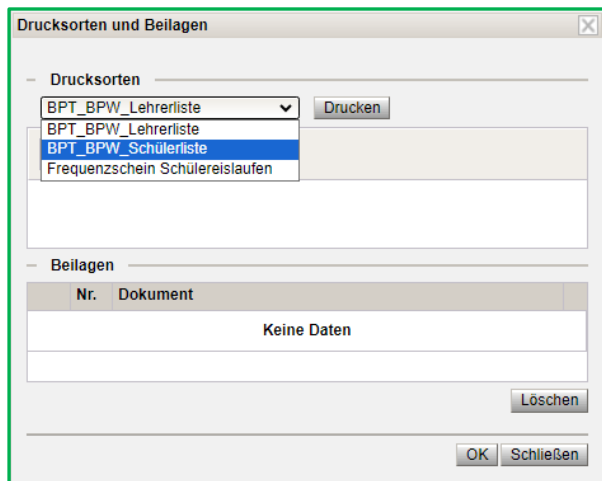 Drucksorten und Beilagen
Drucksorten
BPT_BPW_Lehrerliste Drucken
BPT_BPW_Lehrerliste
BPT_BPW_Schülerliste
Frequenzschein Schülereislaufen
Beilagen
Nr. Dokument
Keine Daten
Löschen
OK Schließen